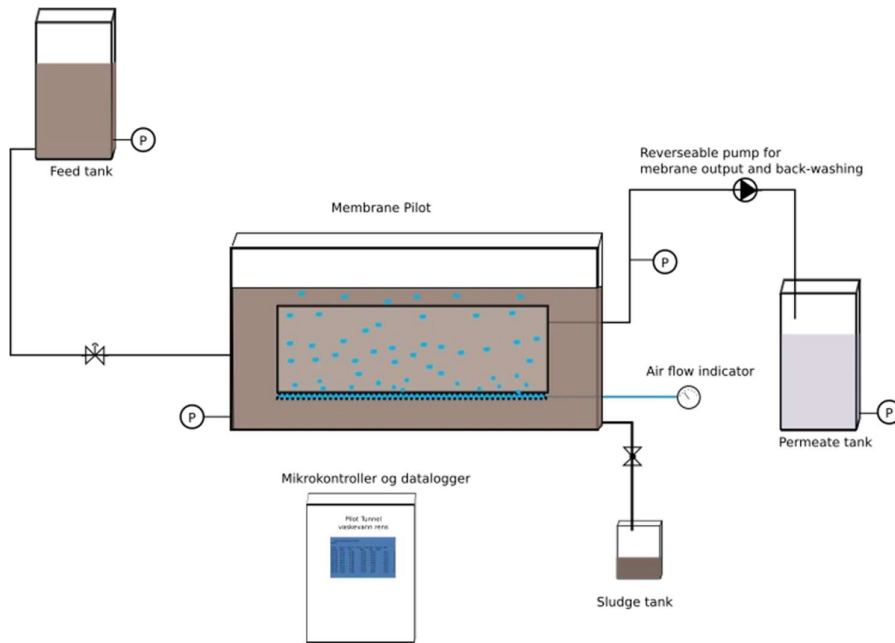 P
Feed tank
Reverseable pump for
mebrane output and back-washing
Membrane Pilot
P
Air flow indicator
P
P
Permeate tank
Mikrokontroller og datalogger
Pilot Tunnel
vaskevann rens
Sludge tank